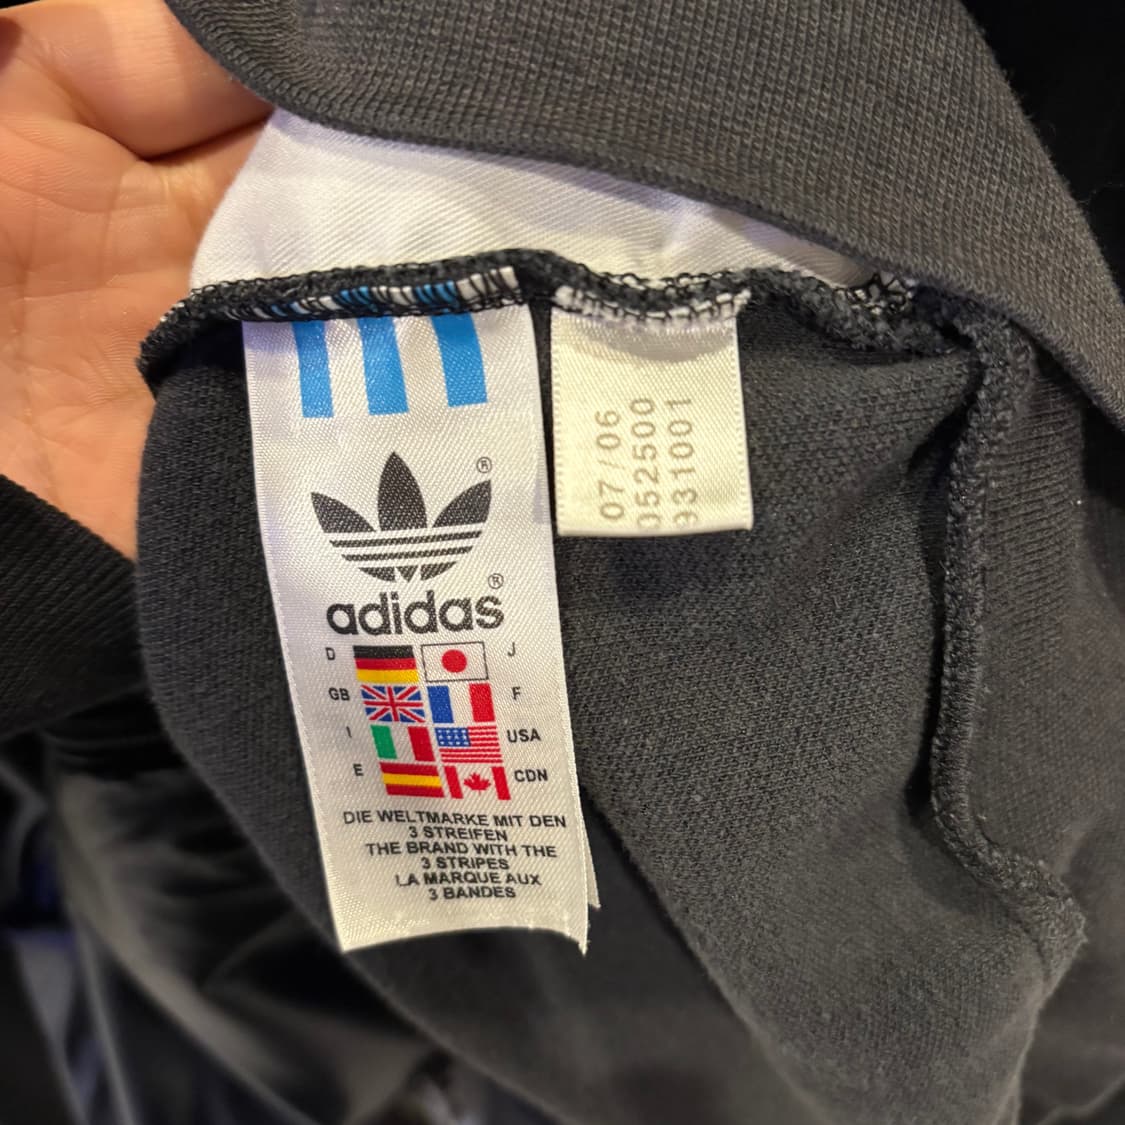 ®
®
adidas
D J
GB F
I USA
E CDN
DIE WELTMARKE MIT DEN
3 STREIFEN
THE BRAND WITH THE
3 STRIPES
LA MARQUE AUX
3 BANDES
07/06
052500
931001